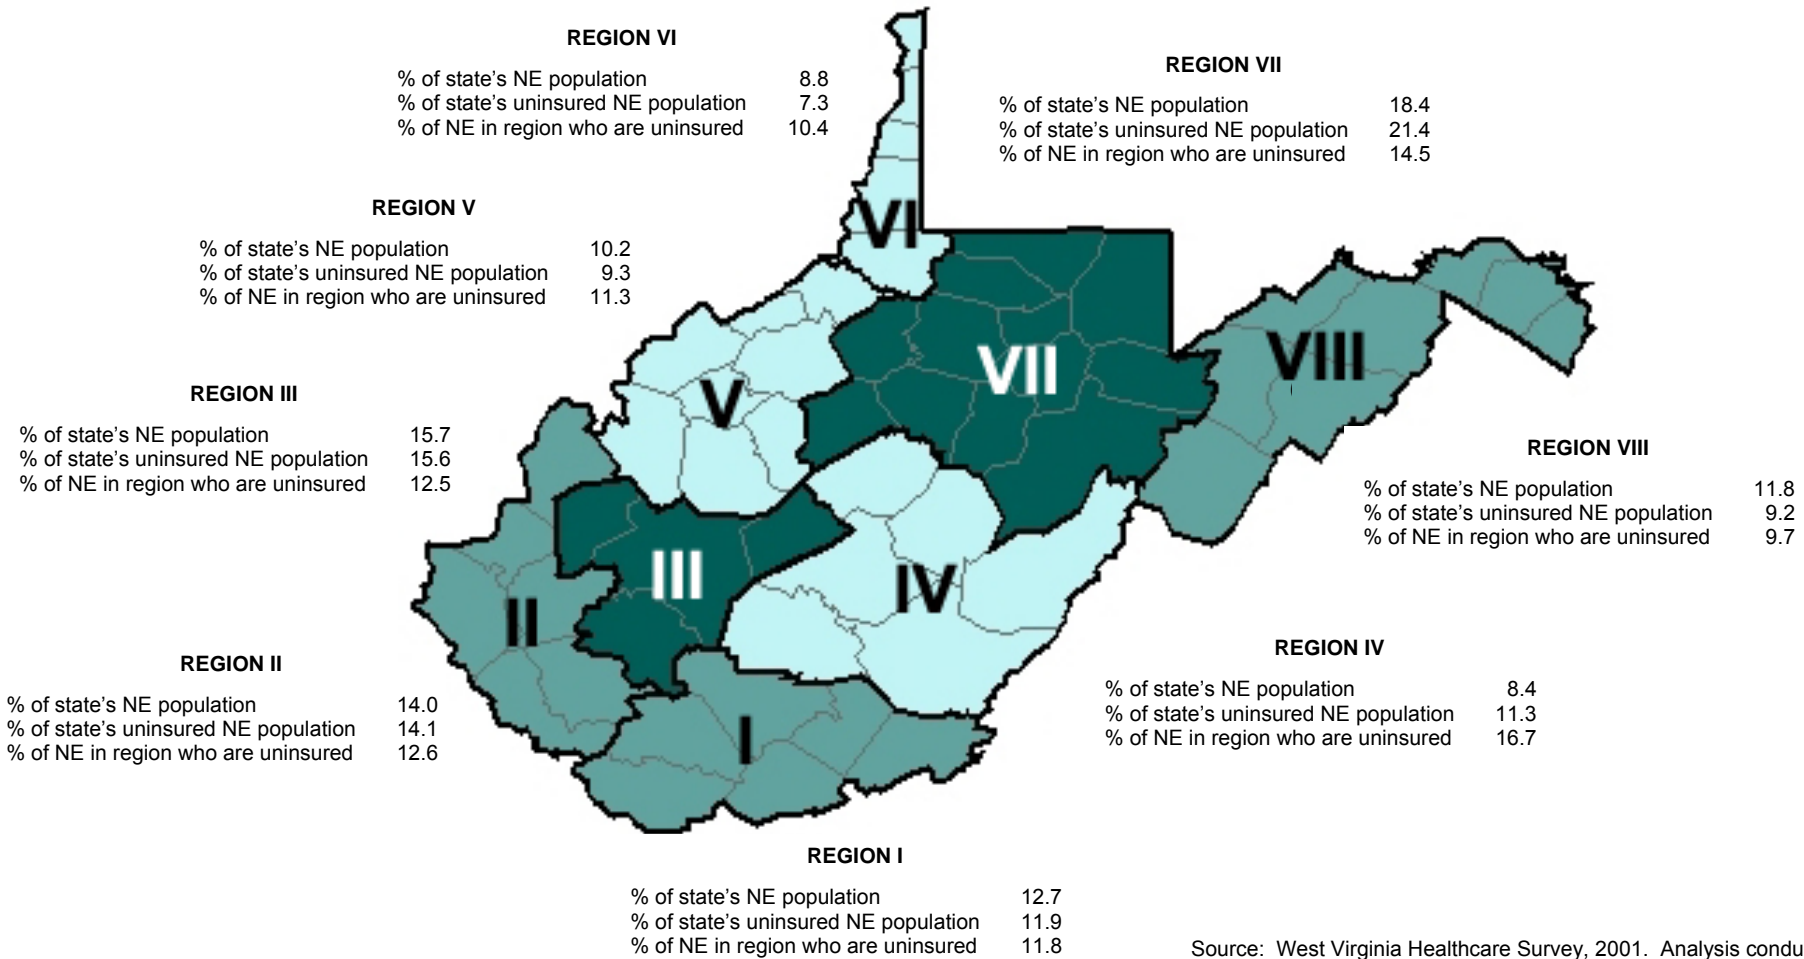 REGION VI
% of state’s NE population 8.8
% of state’s uninsured NE population 7.3
% of NE in region who are uninsured 10.4
REGION VII
% of state’s NE population 18.4
% of state’s uninsured NE population 21.4
% of NE in region who are uninsured 14.5
REGION V
% of state’s NE population 10.2
% of state’s uninsured NE population 9.3
% of NE in region who are uninsured 11.3
VI
VII
VIII
V
REGION III
% of state’s NE population 15.7
% of state’s uninsured NE population 15.6
% of NE in region who are uninsured 12.5
REGION VIII
% of state’s NE population 11.8
% of state’s uninsured NE population 9.2
% of NE in region who are uninsured 9.7
III
IV
II
I
REGION II
% of state’s NE population 14.0
% of state’s uninsured NE population 14.1
% of NE in region who are uninsured 12.6
REGION IV
% of state’s NE population 8.4
% of state’s uninsured NE population 11.3
% of NE in region who are uninsured 16.7
REGION I
% of state’s NE population 12.7
% of state’s uninsured NE population 11.9
% of NE in region who are uninsured 11.8
Source: West Virginia Healthcare Survey, 2001. Analysis condu